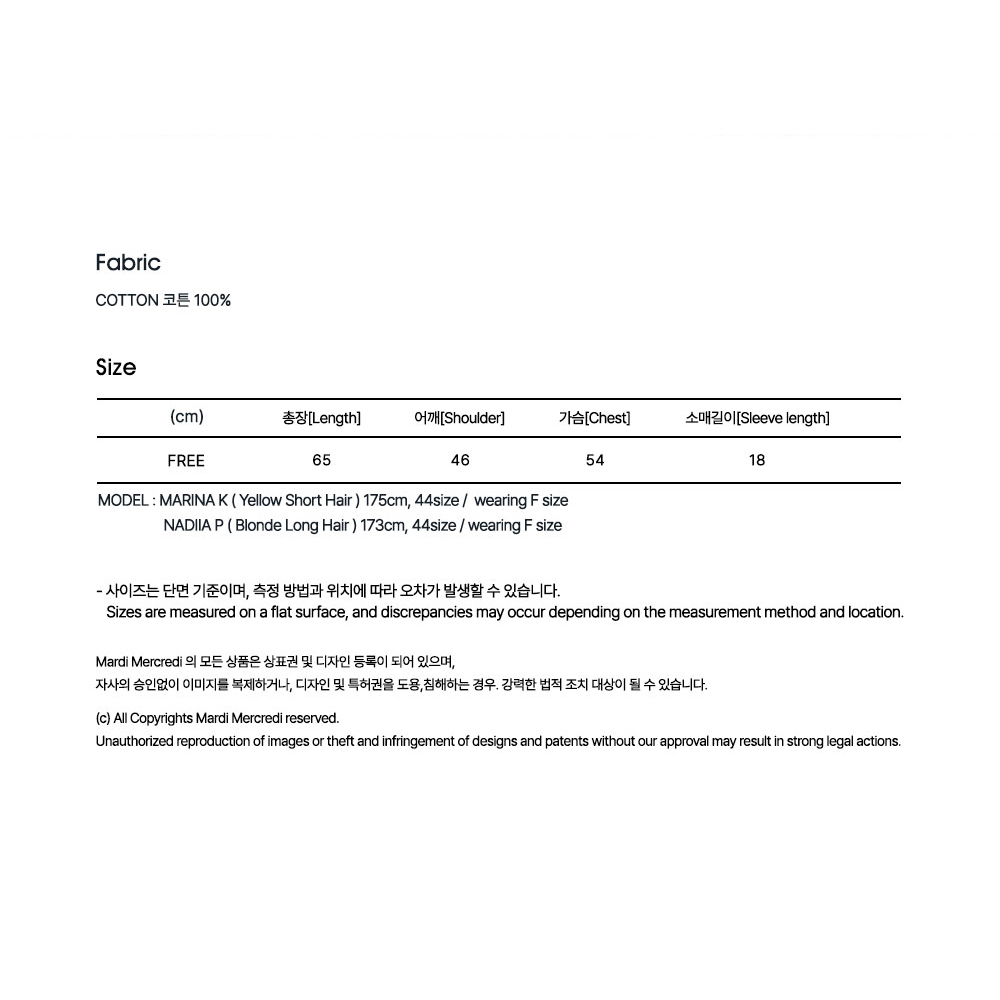 Fabric
COTTON 코튼 100%
Size
(cm) 총장[Length] 어깨[Shoulder] 가슴[Chest] 소매길이[Sleeve length]
FREE 65 46 54 18
MODEL : MARINA K ( Yellow Short Hair ) 175cm, 44size / wearing F size
NADIIA P ( Blonde Long Hair ) 173cm, 44size / wearing F size
- 사이즈는 단면 기준이며, 측정 방법과 위치에 따라 오차가 발생할 수 있습니다.
Sizes are measured on a flat surface, and discrepancies may occur depending on the measurement method and location.
Mardi Mercredi 의 모든 상품은 상표권 및 디자인 등록이 되어 있으며,
자사의 승인없이 이미지를 복제하거나, 디자인 및 특허권을 도용,침해하는 경우. 강력한 법적 조치 대상이 될 수 있습니다.
(c) All Copyrights Mardi Mercredi reserved.
Unauthorized reproduction of images or theft and infringement of designs and patents without our approval may result in strong legal actions.